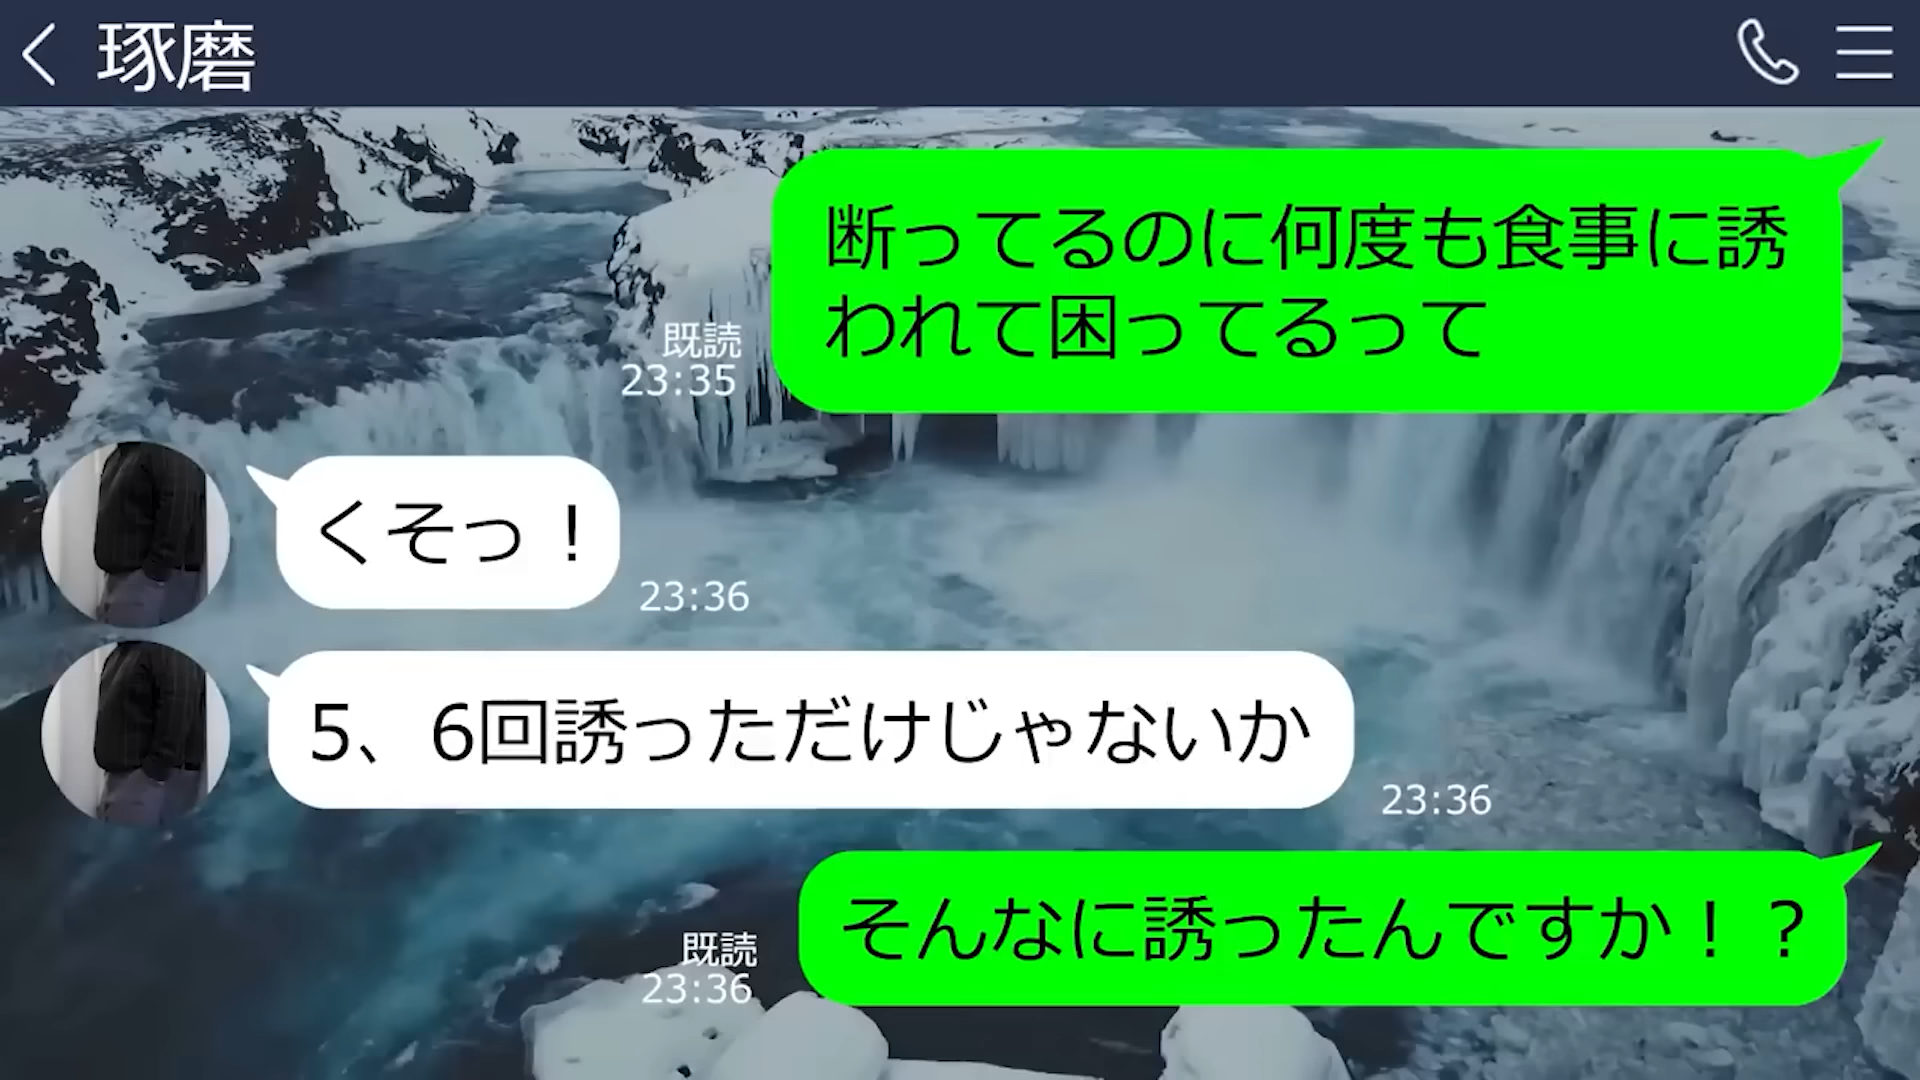 琢磨
断ってるのに何度も食事に誘
われて困ってるって
既読
23:35
くそっ！
23:36
5、6回誘っただけじゃないか
23:36
そんなに誘ったんですか！？
既読
23:36